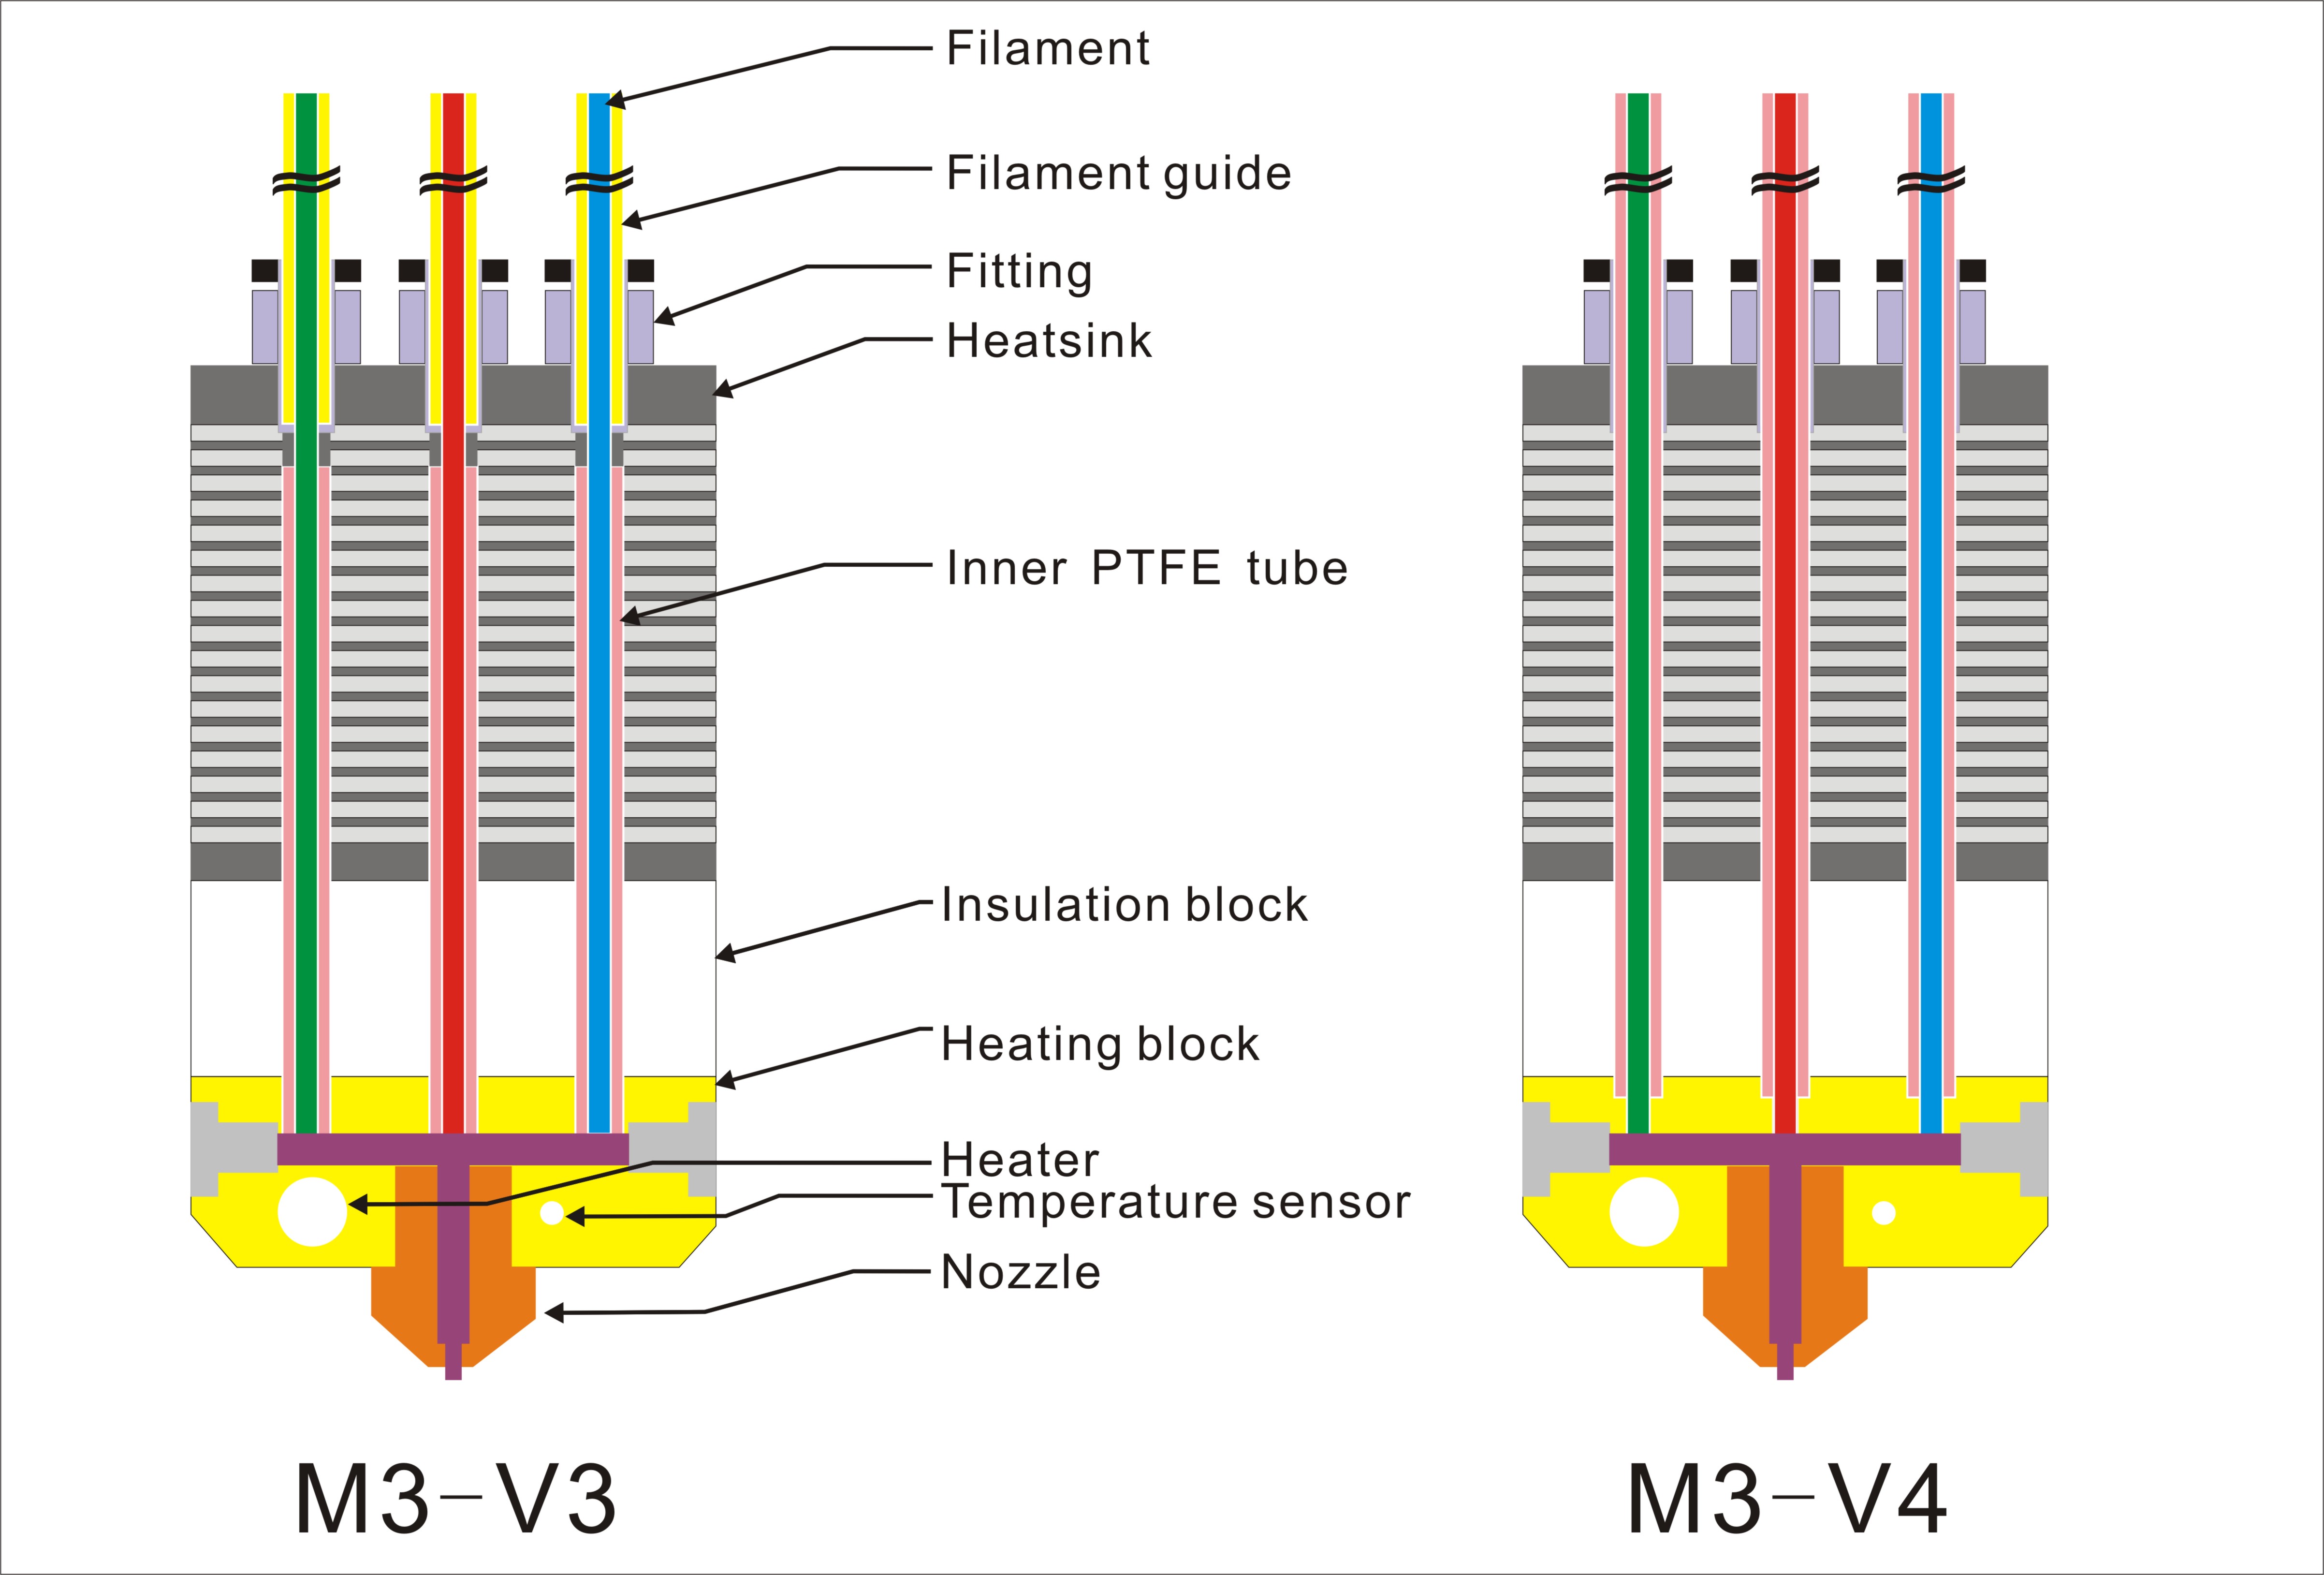 Filament
Filament guide
Fitting
Heatsink
Inner PTFE tube
Insulation block
Heating block
Heater
Temperature sensor
Nozzle
M3-V3
M3-V4